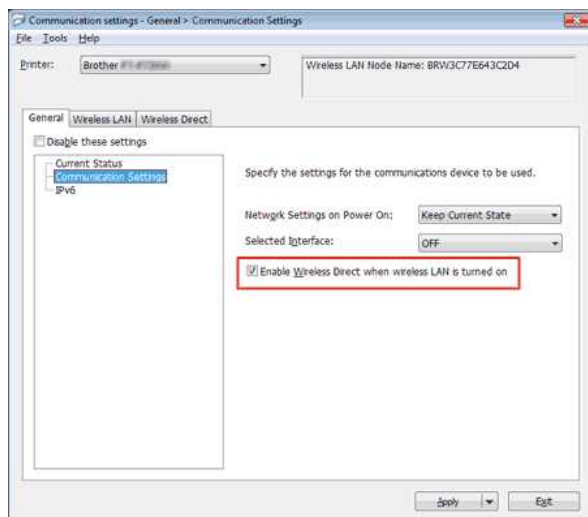 Communication settings - General > Communication Settings
File Tools Help
Printer: Brother
Wireless LAN Node Name: BRW3C77E643C2D4
General Wireless LAN Wireless Direct
Disable these settings
Current Status
Communication Settings
IPv6
Specify the settings for the communications device to be used.
Network Settings on Power On: Keep Current State
Selected Interface: OFF
Enable Wireless Direct when wireless LAN is turned on
Apply Exit